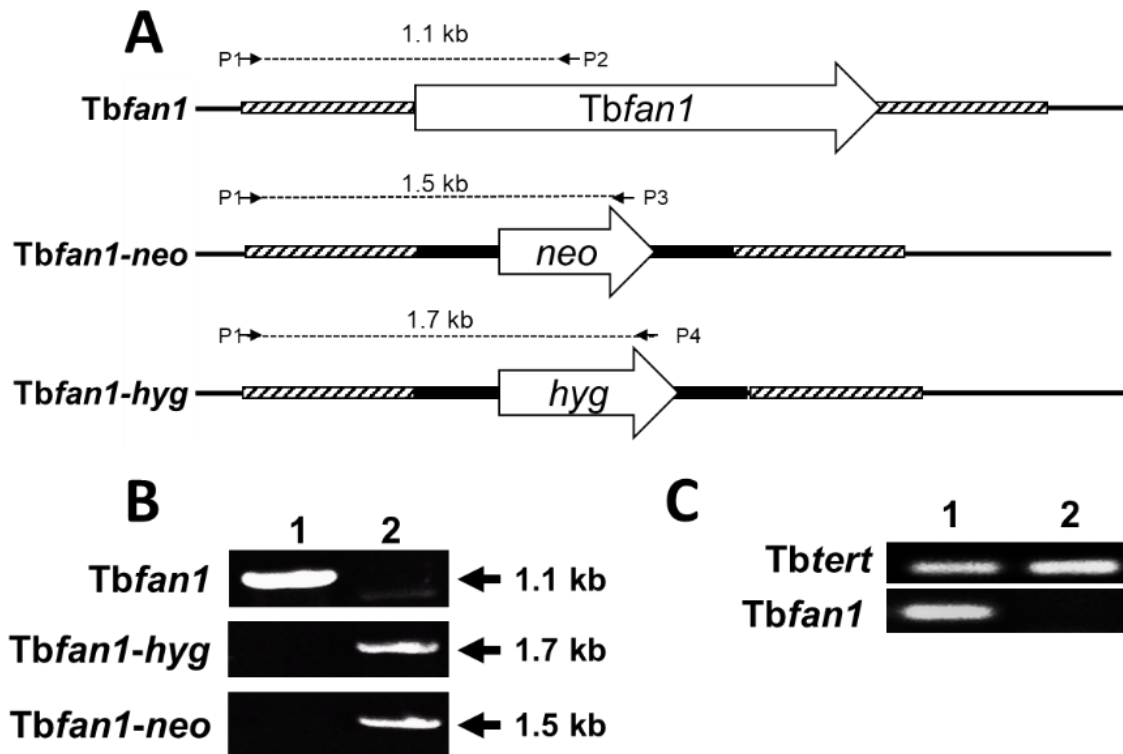 A
1.1 kb
P1 P2
Tbfan1 Tbfan1
1.5 kb
P1 P3
Tbfan1-neo neo
1.7 kb
P1 P4
Tbfan1-hyg hyg
B
1 2
Tbfan1 1.1 kb
Tbfan1-hyg 1.7 kb
Tbfan1-neo 1.5 kb
C
1 2
Tbtert
Tbfan1